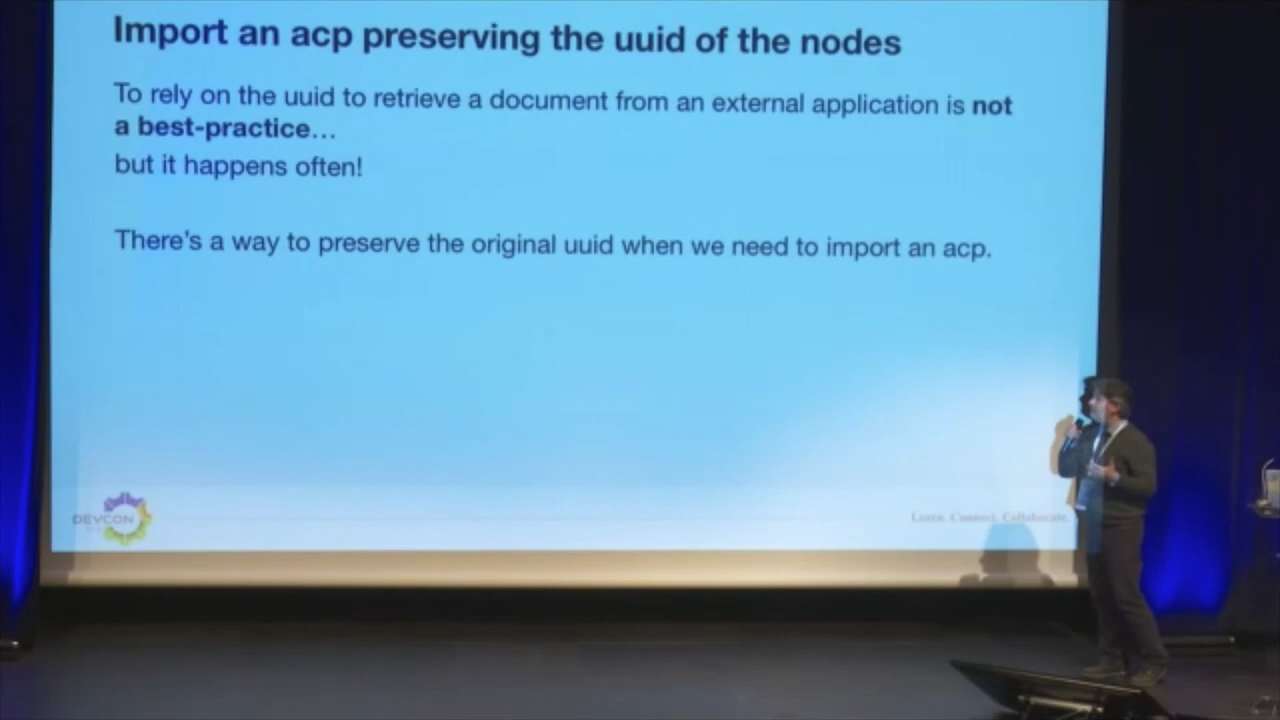 Import an acp preserving the uuid of the nodes
To rely on the uuid to retrieve a document from an external application is not
a best-practice...
but it happens often!
There's a way to preserve the original uuid when we need to import an acp.
DEVCON
Learn. Connect. Collaborate.